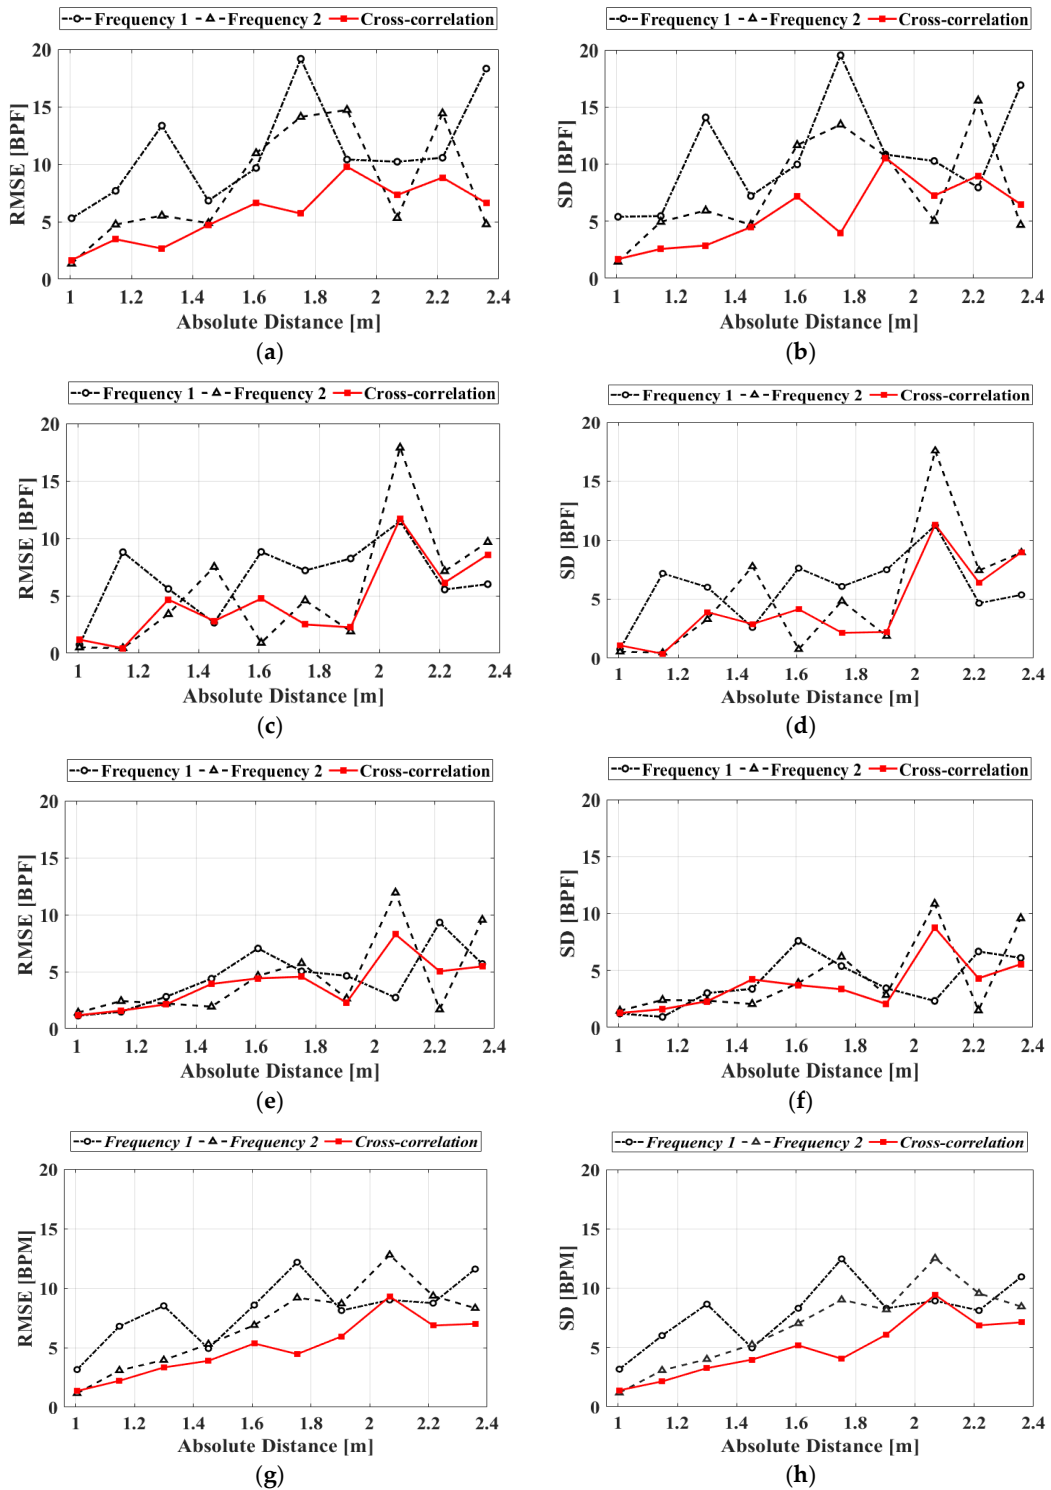 Frequency 1 Frequency 2 Cross-correlation
20
15
10
5
0
RMSE [BPF]
1 1.2 1.4 1.6 1.8 2 2.2 2.4
Absolute Distance [m]
(a)
Frequency 1 Frequency 2 Cross-correlation
20
15
10
5
0
SD [BPF]
1 1.2 1.4 1.6 1.8 2 2.2 2.4
Absolute Distance [m]
(b)
Frequency 1 Frequency 2 Cross-correlation
20
15
10
5
0
RMSE [BPF]
1 1.2 1.4 1.6 1.8 2 2.2 2.4
Absolute Distance [m]
(c)
Frequency 1 Frequency 2 Cross-correlation
20
15
10
5
0
SD [BPF]
1 1.2 1.4 1.6 1.8 2 2.2 2.4
Absolute Distance [m]
(d)
Frequency 1 Frequency 2 Cross-correlation
20
15
10
5
0
RMSE [BPF]
1 1.2 1.4 1.6 1.8 2 2.2 2.4
Absolute Distance [m]
(e)
Frequency 1 Frequency 2 Cross-correlation
20
15
10
5
0
SD [BPF]
1 1.2 1.4 1.6 1.8 2 2.2 2.4
Absolute Distance [m]
(f)
Frequency 1 Frequency 2 Cross-correlation
20
15
10
5
0
RMSE [BPM]
1 1.2 1.4 1.6 1.8 2 2.2 2.4
Absolute Distance [m]
(g)
Frequency 1 Frequency 2 Cross-correlation
20
15
10
5
0
SD [BPM]
1 1.2 1.4 1.6 1.8 2 2.2 2.4
Absolute Distance [m]
(h)